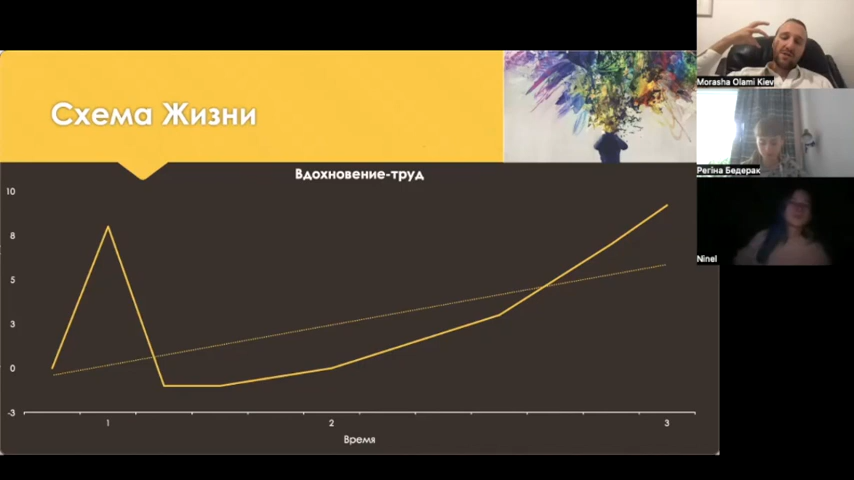 Схема Жизни
Вдохновение-труд
10
8
5
3
0
-3
1
2
3
Время
Morasha Olami Kiev
Регіна Бедерак
Ninel